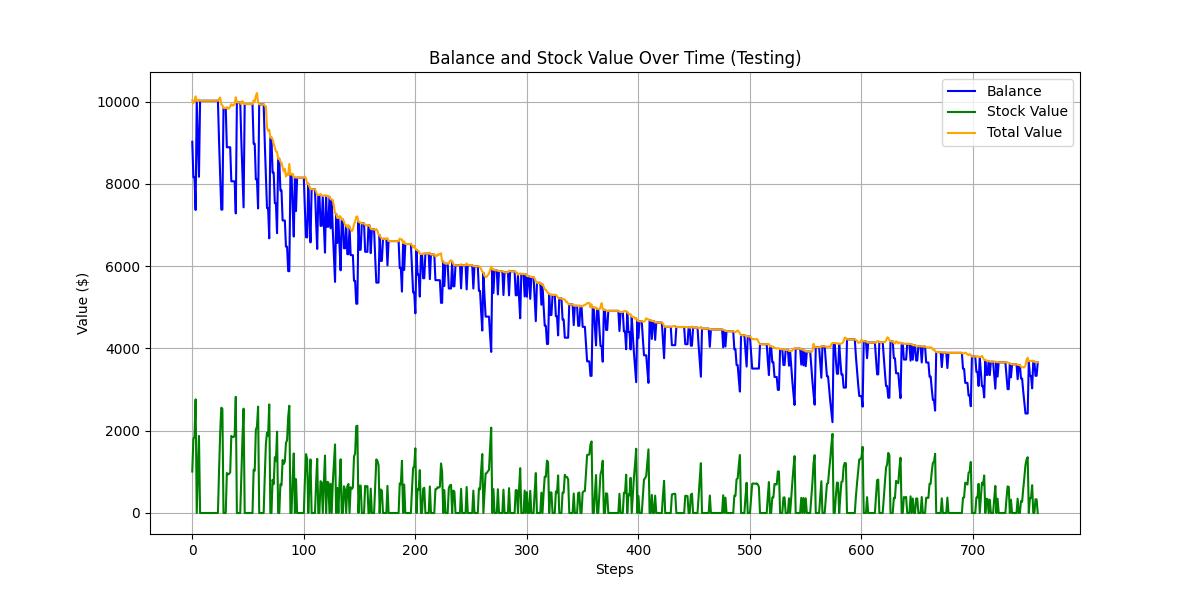 Balance and Stock Value Over Time (Testing)
Balance
Stock Value
Total Value
Value ($)
10000
8000
6000
4000
2000
0
0 100 200 300 400 500 600 700
Steps